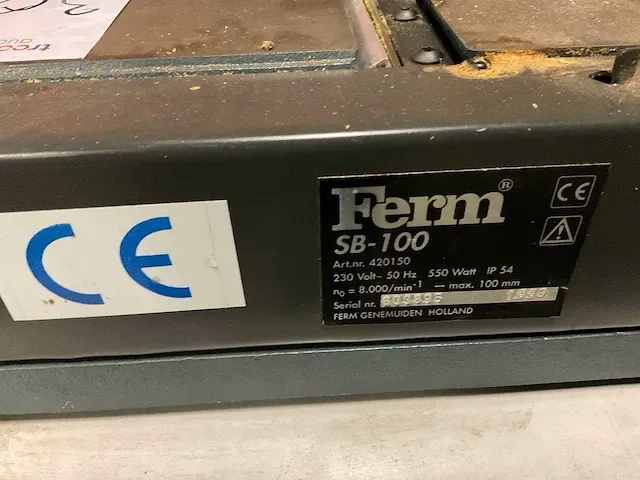 CE
Ferm®
CE
SB-100
Art.nr. 420150
230 Volt~ 50 Hz 550 Watt IP 54
n₀ = 8.000/min⁻¹ — max. 100 mm
Serial nr.
FERM GENEMUIDEN HOLLAND